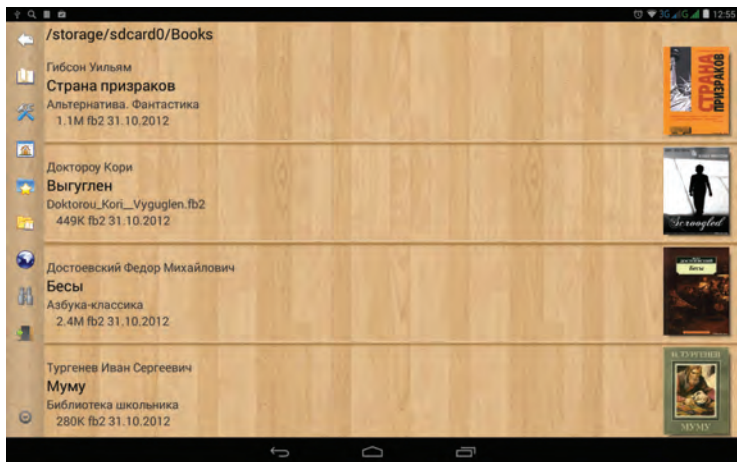 3G G 12:55
/storage/sdcard0/Books
Гибсон Уильям
Страна призраков
Альтернатива. Фантастика
1.1M fb2 31.10.2012
СТРАНА
ПРИЗРАКОВ
Доктороу Кори
Выгуглен
Doktorou_Kori__Vyguglen.fb2
449K fb2 31.10.2012
Scroogled
Достоевский Федор Михайлович
Бесы
Азбука-классика
2.4M fb2 31.10.2012
ДОСТОЕВСКИЙ
Бесы
Тургенев Иван Сергеевич
Муму
Библиотека школьника
280K fb2 31.10.2012
И.ТУРГЕНЕВ
МУМУ